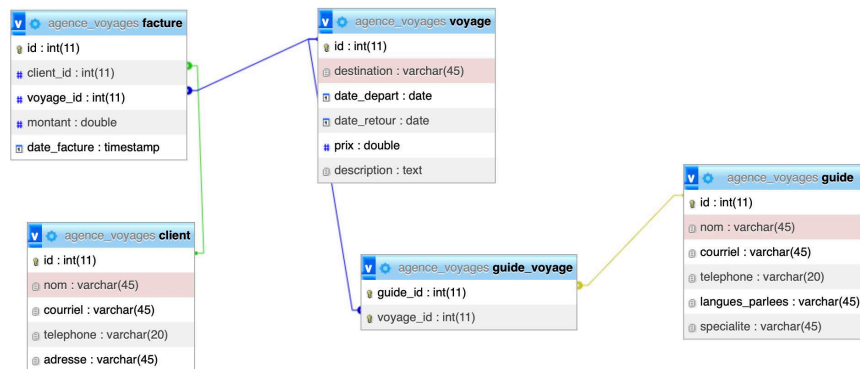 agence_voyages facture
id : int(11)
client_id : int(11)
voyage_id : int(11)
montant : double
date_facture : timestamp
agence_voyages voyage
id : int(11)
destination : varchar(45)
date_depart : date
date_retour : date
prix : double
description : text
agence_voyages client
id : int(11)
nom : varchar(45)
courriel : varchar(45)
telephone : varchar(20)
adresse : varchar(45)
agence_voyages guide_voyage
guide_id : int(11)
voyage_id : int(11)
agence_voyages guide
id : int(11)
nom : varchar(45)
courriel : varchar(45)
telephone : varchar(20)
langues_parlees : varchar(45)
specialite : varchar(45)